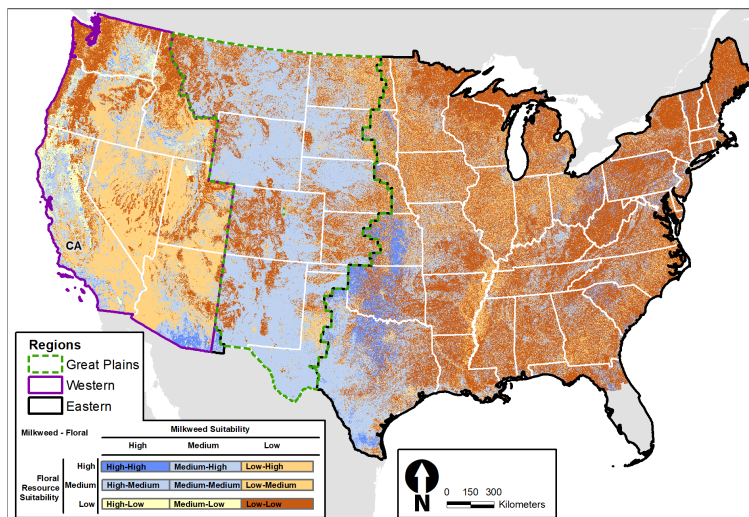 CA
Regions
Great Plains
Western
Eastern
Milkweed - Floral
Milkweed Suitability
High Medium Low
Floral
Resource
Suitability
High High-High Medium-High Low-High
Medium High-Medium Medium-Medium Low-Medium
Low High-Low Medium-Low Low-Low
N
0 150 300
Kilometers